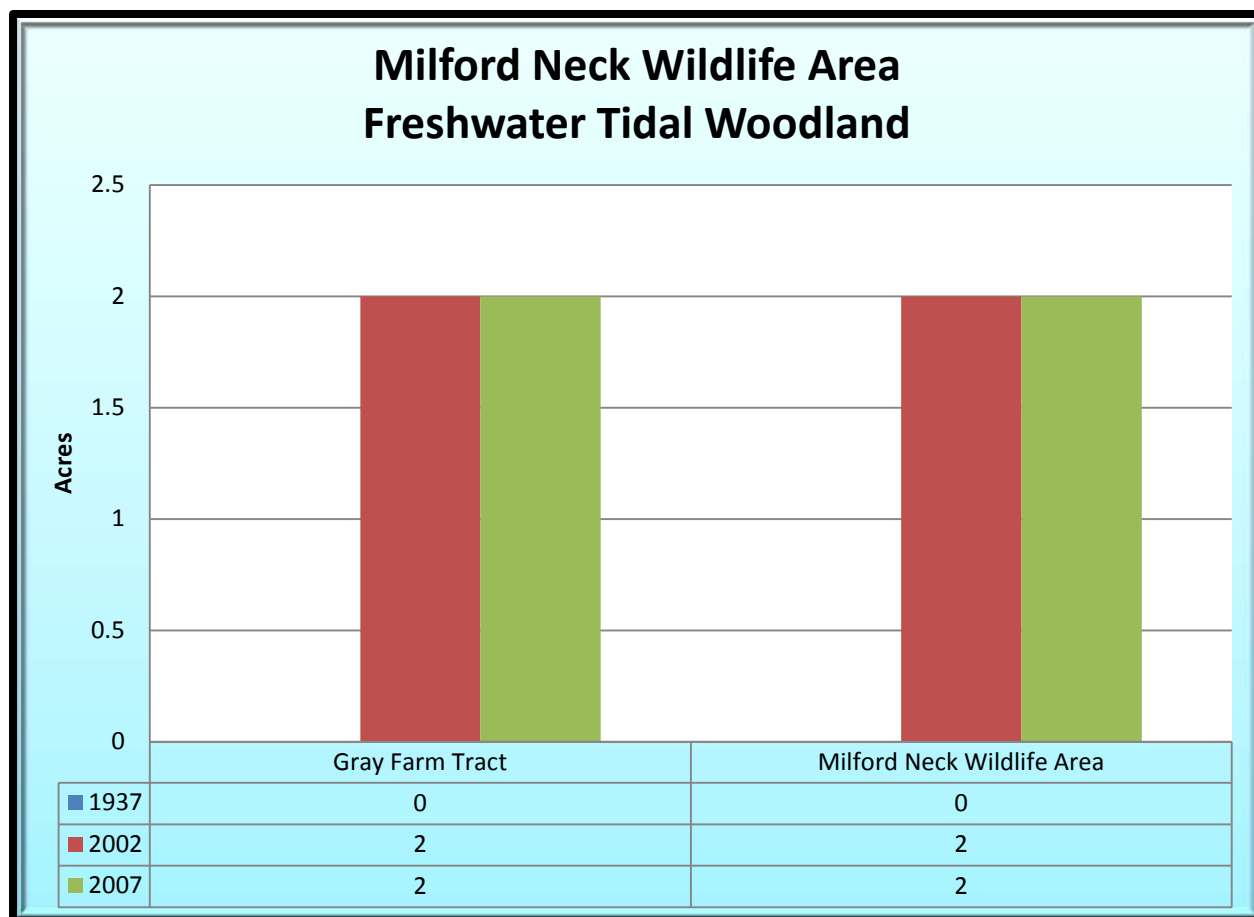 Milford Neck Wildlife Area
Freshwater Tidal Woodland
2.5
2
1.5
1
0.5
0
Acres
Gray Farm Tract Milford Neck Wildlife Area
1937 0 0
2002 2 2
2007 2 2